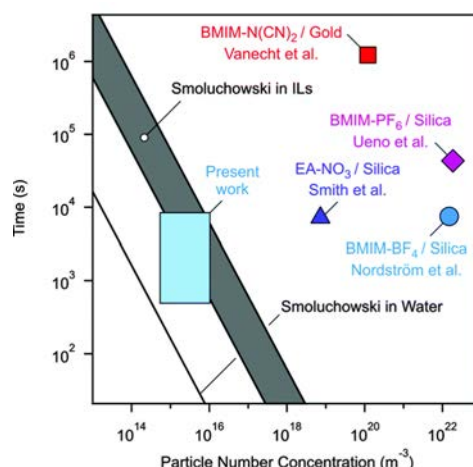 BMIM-N(CN)₂ / Gold
Vanecht et al.
10⁶
Smoluchowski in ILs
BMIM-PF₆ / Silica
Ueno et al.
10⁵
Present
work
EA-NO₃ / Silica
Smith et al.
Time (s)
10⁴
BMIM-BF₄ / Silica
Nordström et al.
10³
Smoluchowski in Water
10²
10¹⁴
10¹⁶
10¹⁸
10²⁰
10²²
Particle Number Concentration (m⁻³)